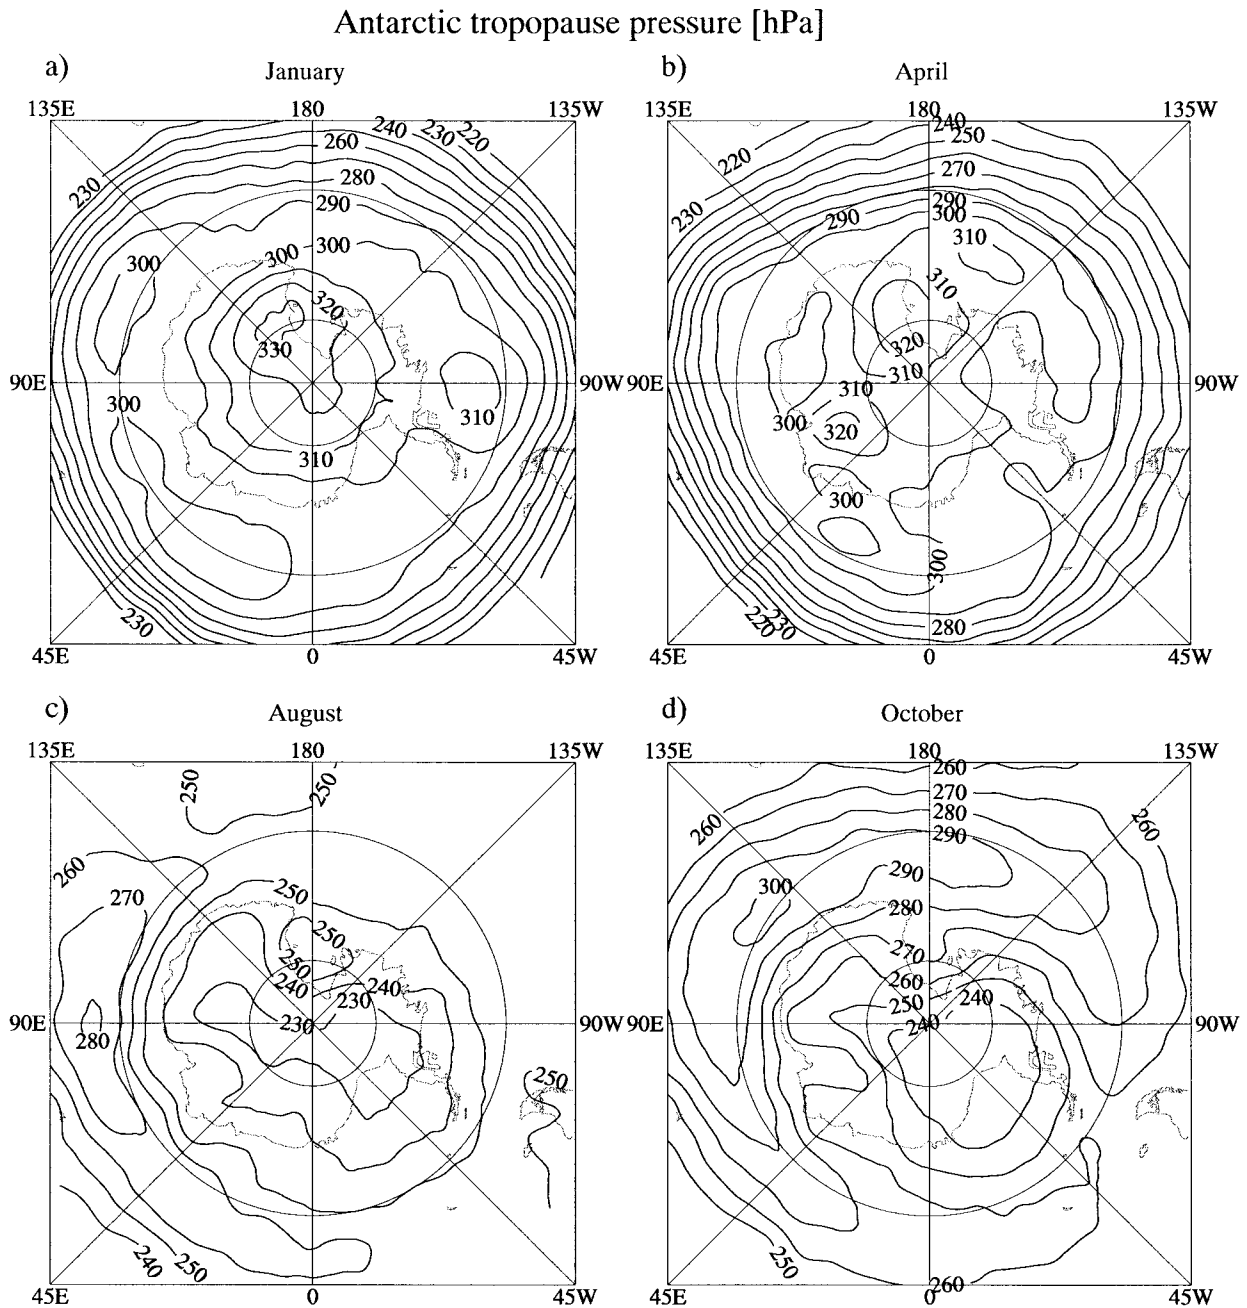 Antarctic tropopause pressure [hPa]
a) January
b) April
135E 180 135W
180 135W
240 230 220
260
280
230
290
300
300
300
320
330
90E
90W
300
310
310
230
45E 0 45W
240
250
220
270
230
290
290
300
310
310
320
310
310
90E
90W
300
320
300
300
280
220
230
45E 0 45W
c) August
d) October
135E 180 135W
135E 180 135W
250
250
260
270
250
250
250
240
240
230
230
90E
90W
280
250
240
250
45E 0 45W
260
270
280
290
260
260
290
300
280
270
260
250
240
240
90E
90W
250
260
45E 0 45W